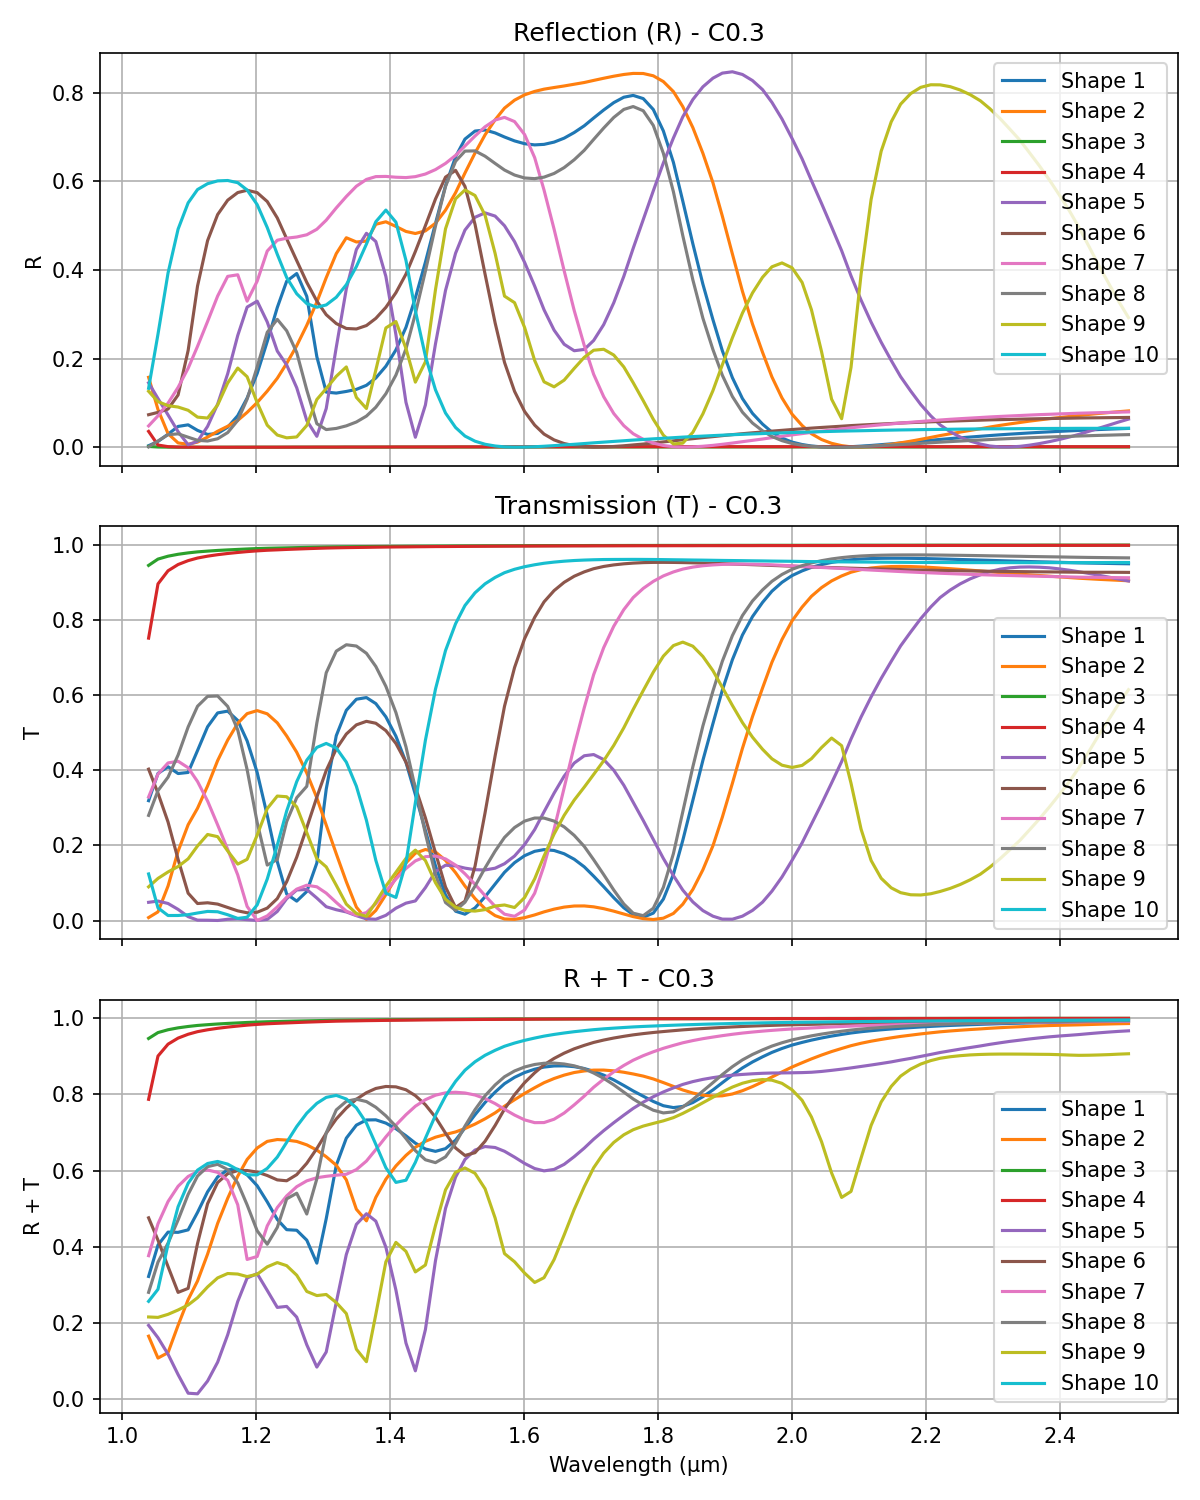 Reflection (R) - C0.3
R
0.8
0.6
0.4
0.2
0.0
Shape 1
Shape 2
Shape 3
Shape 4
Shape 5
Shape 6
Shape 7
Shape 8
Shape 9
Shape 10
Transmission (T) - C0.3
T
1.0
0.8
0.6
0.4
0.2
0.0
Shape 1
Shape 2
Shape 3
Shape 4
Shape 5
Shape 6
Shape 7
Shape 8
Shape 9
Shape 10
R + T - C0.3
R + T
1.0
0.8
0.6
0.4
0.2
0.0
Shape 1
Shape 2
Shape 3
Shape 4
Shape 5
Shape 6
Shape 7
Shape 8
Shape 9
Shape 10
1.0 1.2 1.4 1.6 1.8 2.0 2.2 2.4
Wavelength (μm)